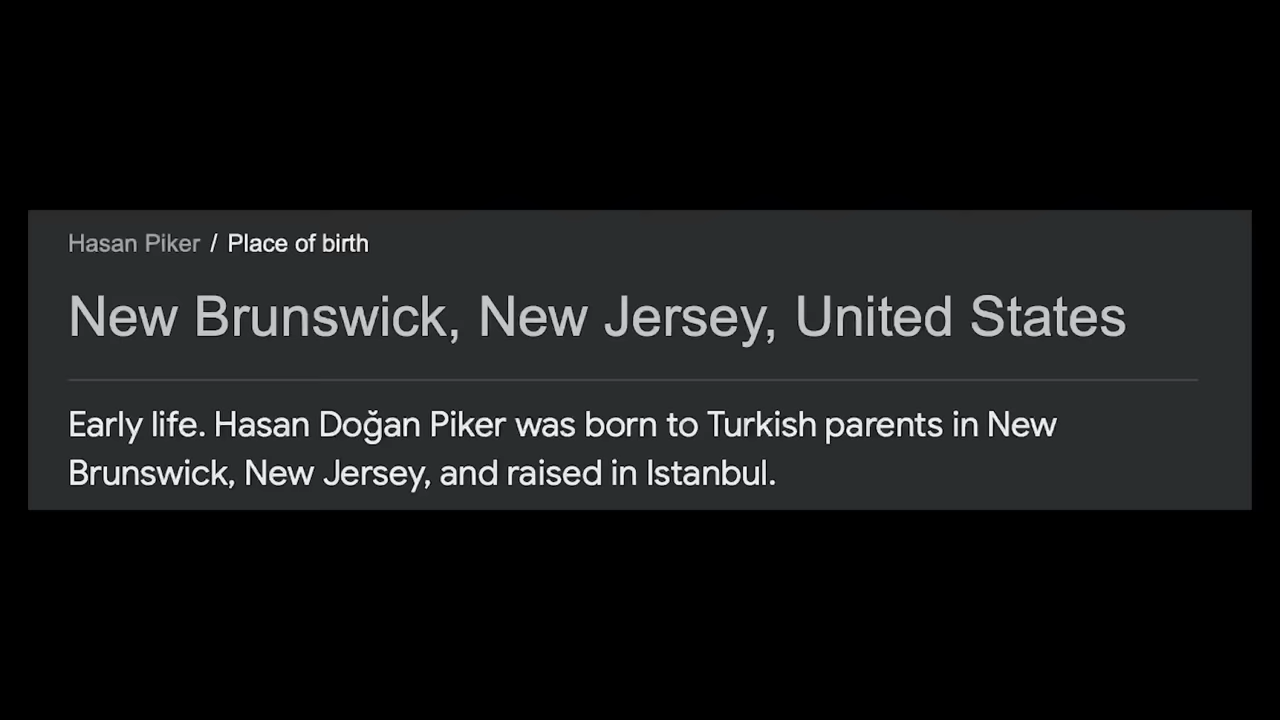 Hasan Piker / Place of birth
New Brunswick, New Jersey, United States
Early life. Hasan Doğan Piker was born to Turkish parents in New
Brunswick, New Jersey, and raised in Istanbul.